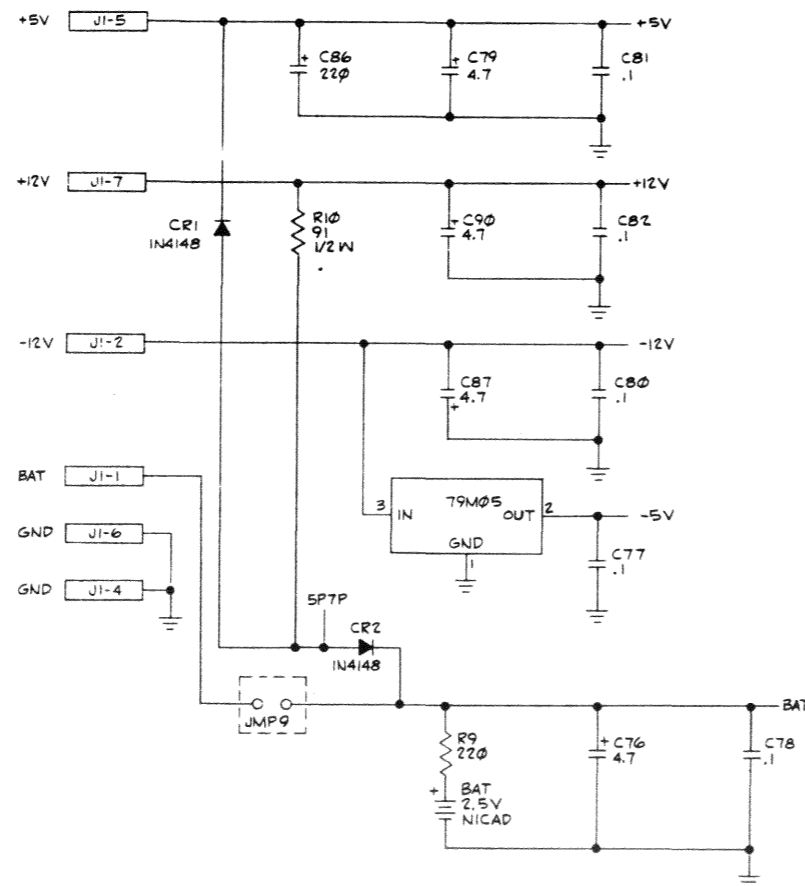 +5V J1-5 +5V
+ C86
22Ø
+ C79
4.7
C81
.1
+12V J1-7 +12V
CR1
1N4148
R1Ø
91
1/2 W
+ C9Ø
4.7
C82
.1
-12V J1-2 -12V
C87
4.7
+
C8Ø
.1
BAT J1-1
79MØ5
3 IN OUT 2 -5V
GND
1
C77
.1
GND J1-6
GND J1-4
5P7P
CR2
1N4148
JMP9
BAT
R9
22Ø
+ BAT
2.5V
NICAD
+ C76
4.7
C78
.1